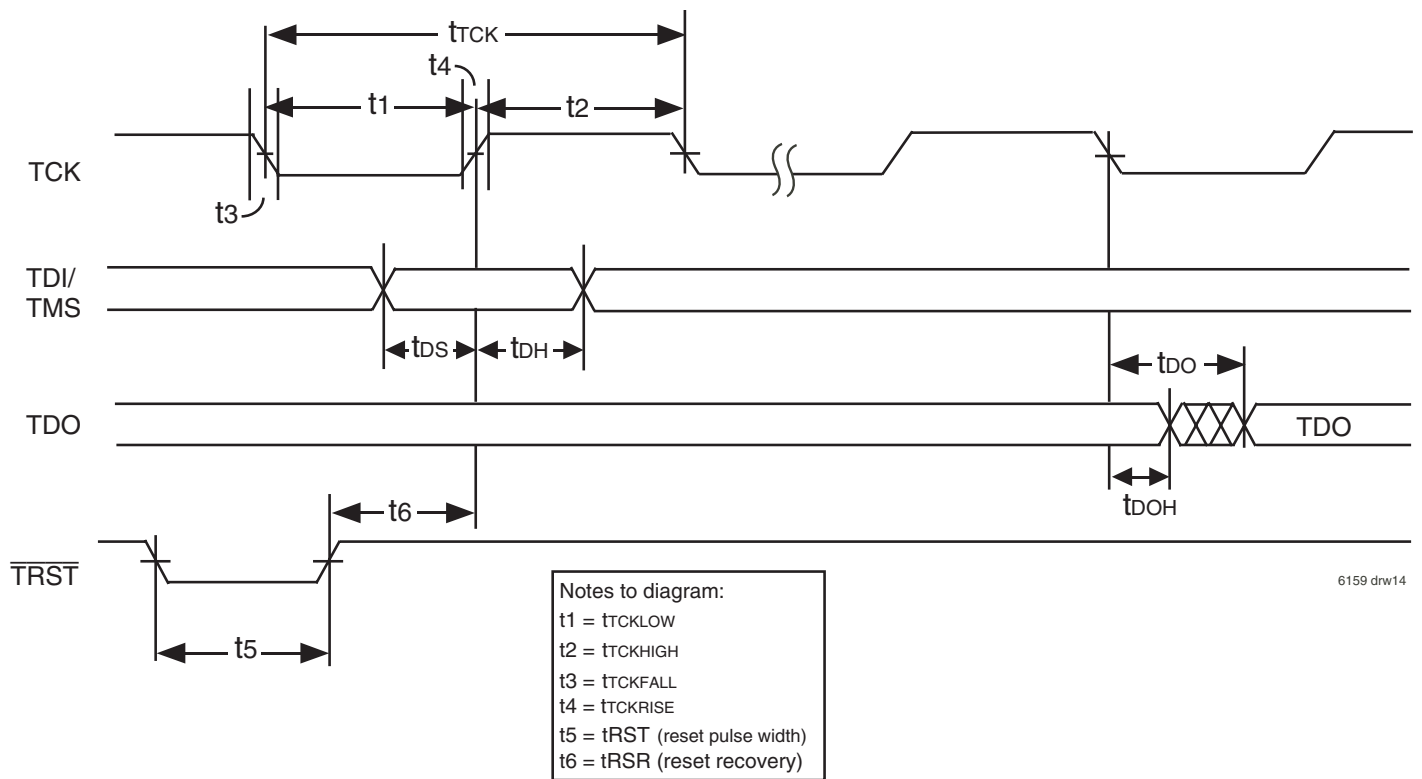 tTCK
t4
t1
t2
TCK
t3
TDI/
TMS
tDS
tDH
tDO
TDO
TDO
tDOH
t6
TRST
6159 drw14
t5
Notes to diagram:
t1 = tTCKLOW
t2 = tTCKHIGH
t3 = tTCKFALL
t4 = tTCKRISE
t5 = tRST (reset pulse width)
t6 = tRSR (reset recovery)